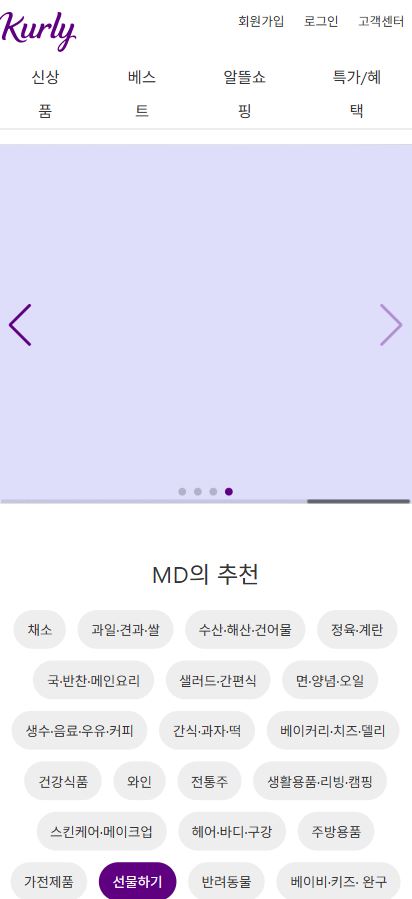 Kurly
회원가입 로그인 고객센터
신상품 베스트 알뜰쇼핑 특가/혜택
MD의 추천
채소 과일·견과·쌀 수산·해산·건어물 정육·계란
국·반찬·메인요리 샐러드·간편식 면·양념·오일
생수·음료·우유·커피 간식·과자·떡 베이커리·치즈·델리
건강식품 와인 전통주 생활용품·리빙·캠핑
스킨케어·메이크업 헤어·바디·구강 주방용품
가전제품 선물하기 반려동물 베이비·키즈· 완구